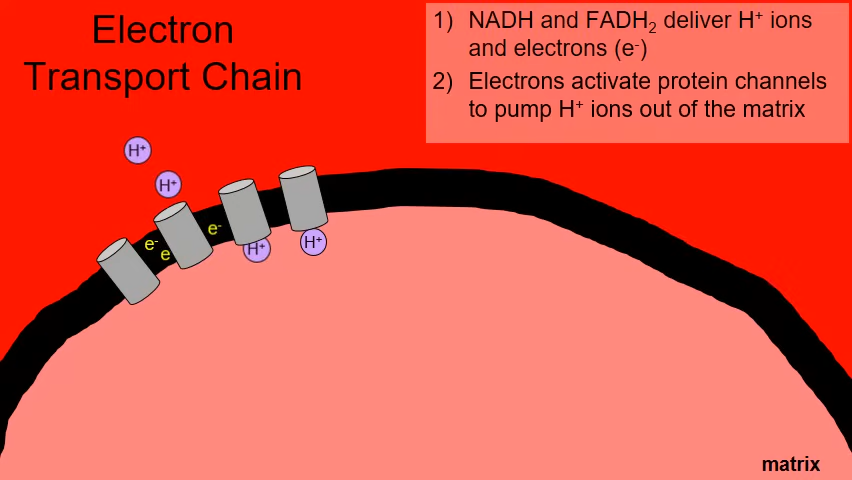 Electron
Transport Chain
1) NADH and FADH₂ deliver H⁺ ions
and electrons (e⁻)
2) Electrons activate protein channels
to pump H⁺ ions out of the matrix
H⁺
H⁺
e⁻
e⁻
e
H⁺
H⁺
matrix